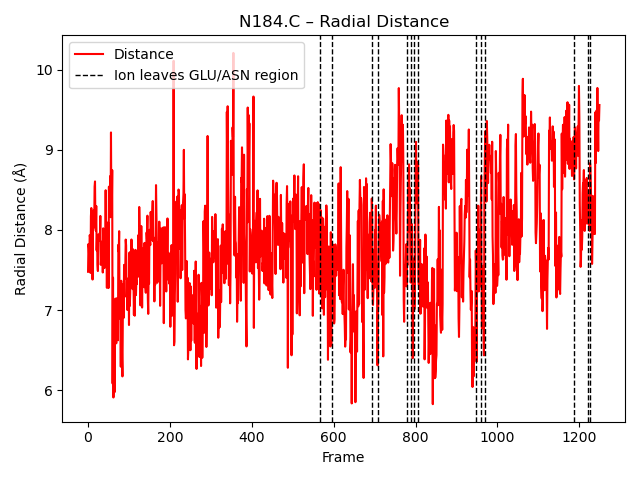 N184.C – Radial Distance
Distance
Ion leaves GLU/ASN region
Radial Distance (Å)
10
9
8
7
6
0 200 400 600 800 1000 1200
Frame